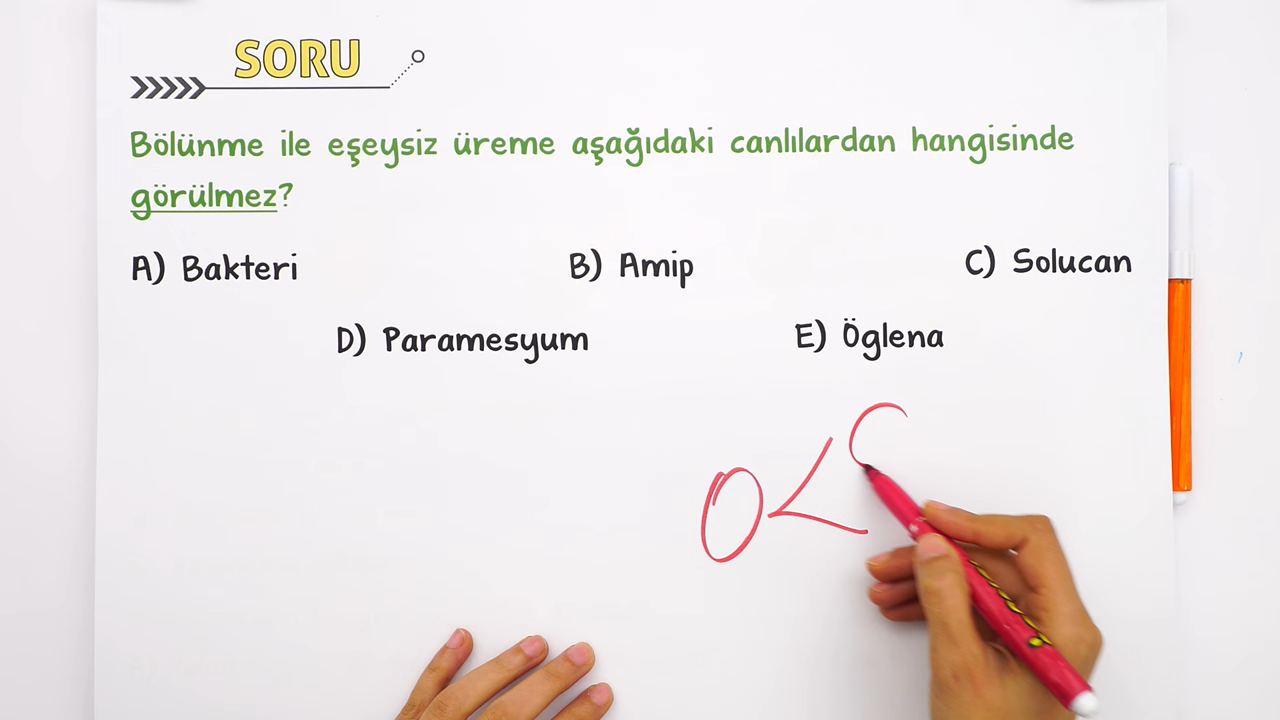 SORU
Bölünme ile eşeysiz üreme aşağıdaki canlılardan hangisinde
görülmez?
A) Bakteri B) Amip C) Solucan
D) Paramesyum E) Öglena